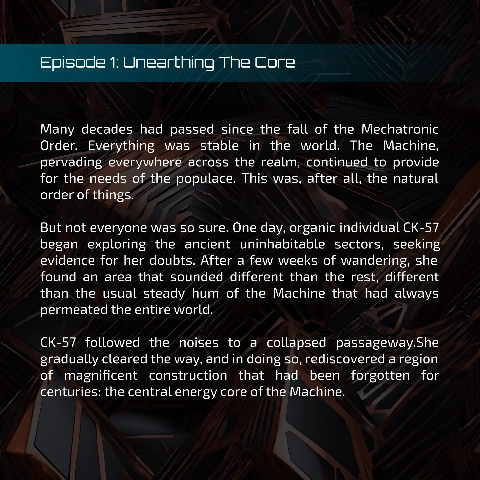 Episode 1: Unearthing The Core
Many decades had passed since the fall of the Mechatronic
Order. Everything was stable in the world. The Machine,
pervading everywhere across the realm, continued to provide
for the needs of the populace. This was, after all, the natural
order of things.
But not everyone was so sure. One day, organic individual CK-57
began exploring the ancient uninhabitable sectors, seeking
evidence for her doubts. After a few weeks of wandering, she
found an area that sounded different than the rest, different
than the usual steady hum of the Machine that had always
permeated the entire world.
CK-57 followed the noises to a collapsed passageway.She
gradually cleared the way, and in doing so, rediscovered a region
of magnificent construction that had been forgotten for
centuries: the central energy core of the Machine.